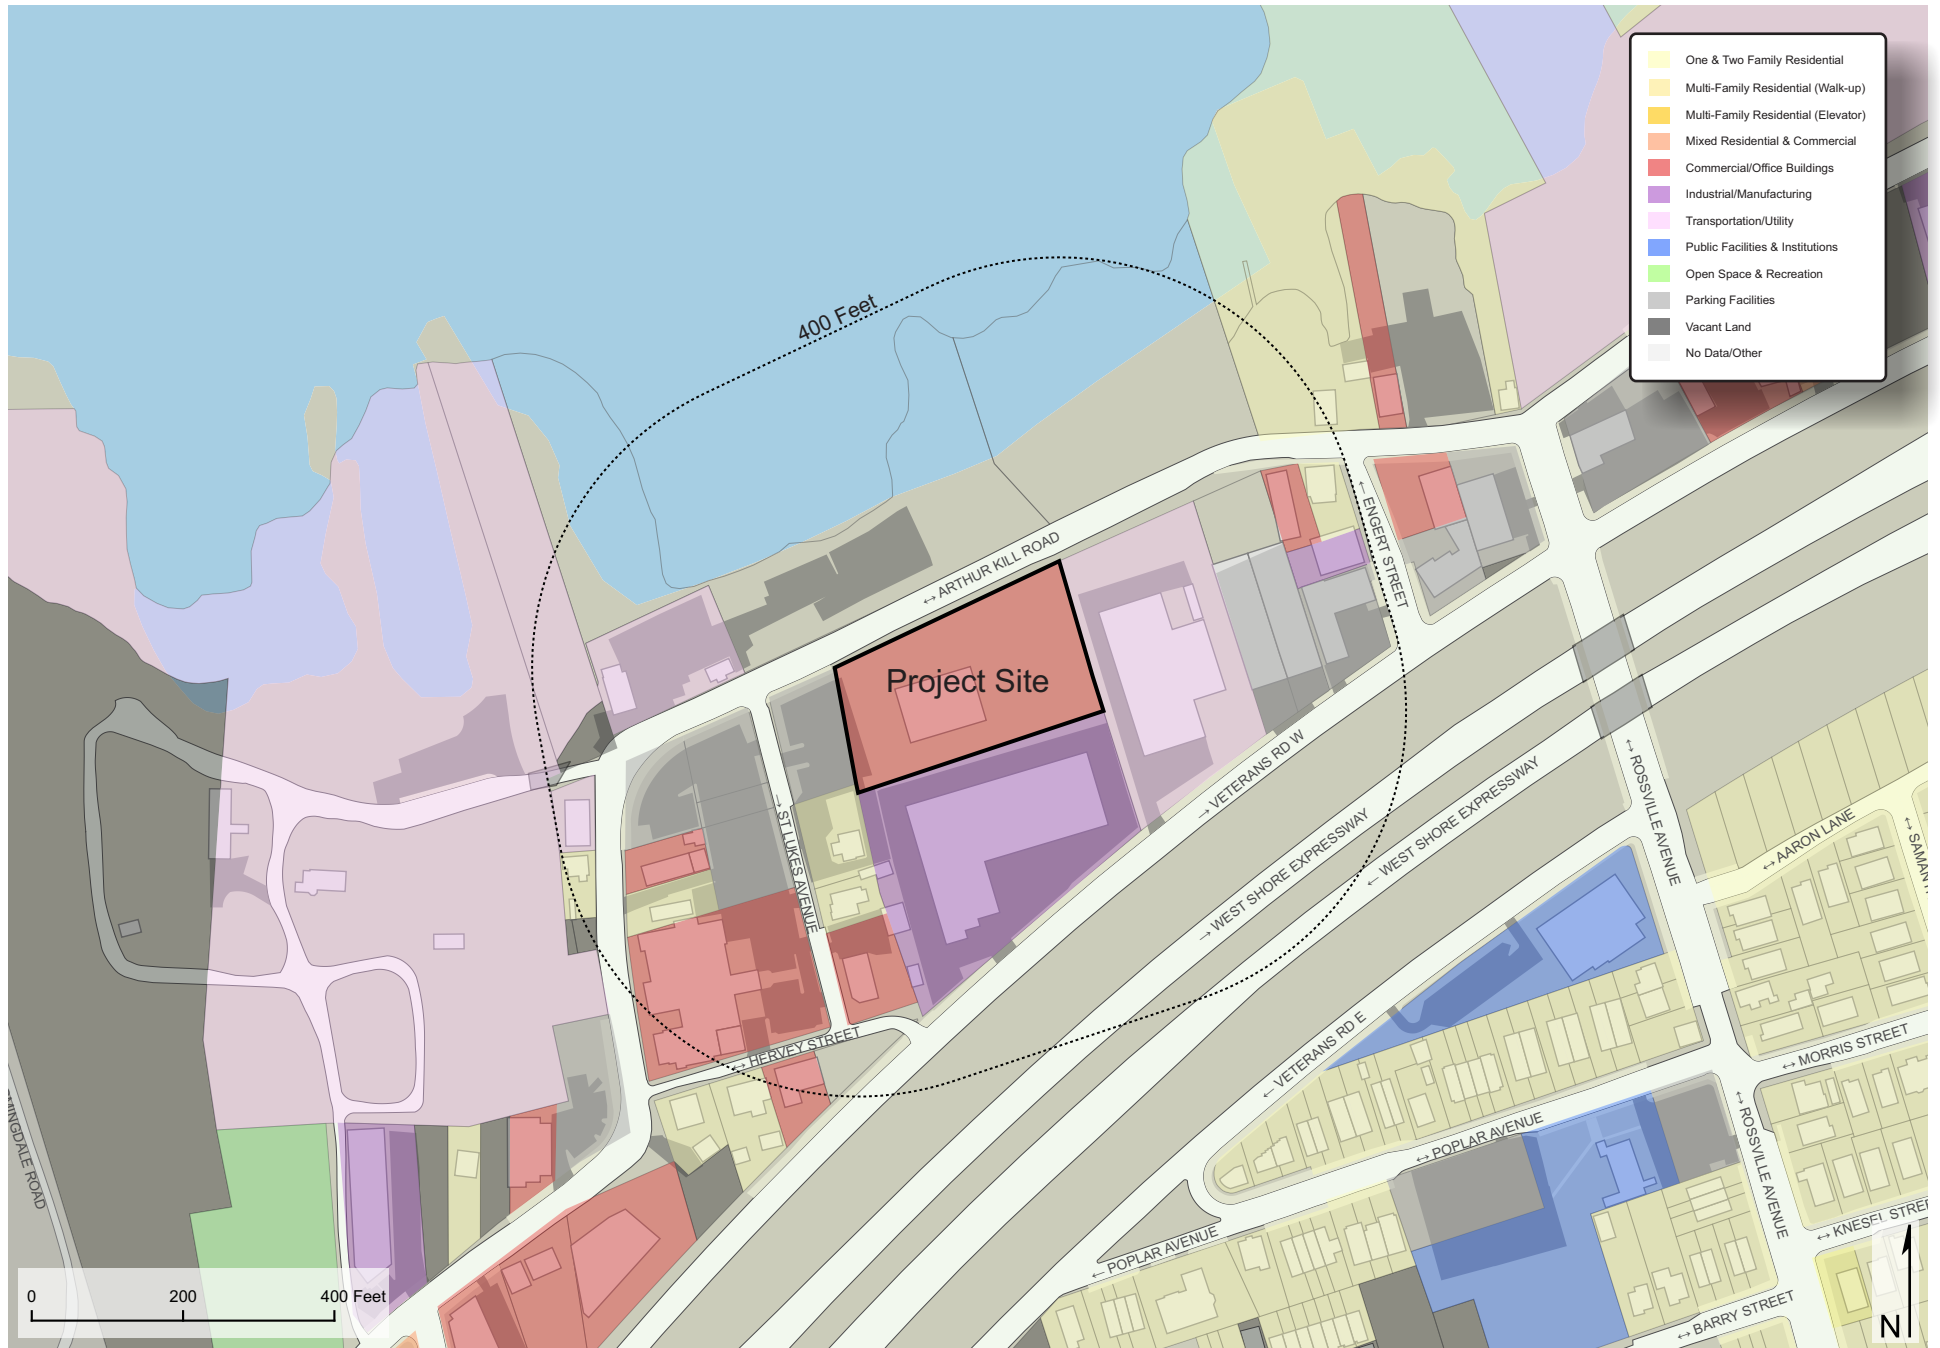 One & Two Family Residential
Multi-Family Residential (Walk-up)
Multi-Family Residential (Elevator)
Mixed Residential & Commercial
Commercial/Office Buildings
Industrial/Manufacturing
Transportation/Utility
Public Facilities & Institutions
Open Space & Recreation
Parking Facilities
Vacant Land
No Data/Other
400 Feet
↔ ARTHUR KILL ROAD
← ENGERT STREET
Project Site
→ ST LUKES AVENUE
→ VETERANS RD W
→ WEST SHORE EXPRESSWAY
← WEST SHORE EXPRESSWAY
↔ ROSSVILLE AVENUE
↔ AARON LANE
↔ HERVEY STREET
← VETERANS RD E
↔ MORRIS STREET
↔ POPLAR AVENUE
↔ ROSSVILLE AVENUE
← POPLAR AVENUE
↔ BARRY STREET
0 200 400 Feet
N